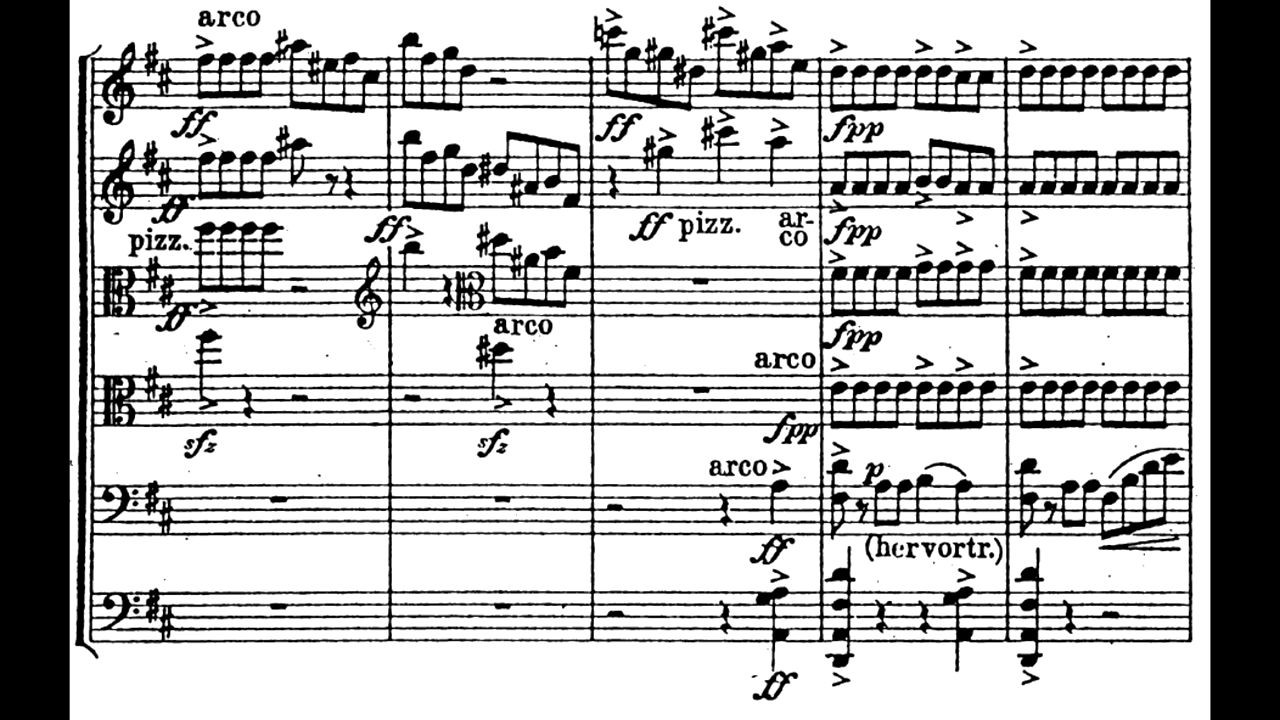 arco
ff
ff
pizz.
ff
ff
ff
ff pizz.
ar-
co
fpp
fpp
fpp
arco
arco
fpp
sfz
sfz
arco
p
ff
(hervortr.)
ff